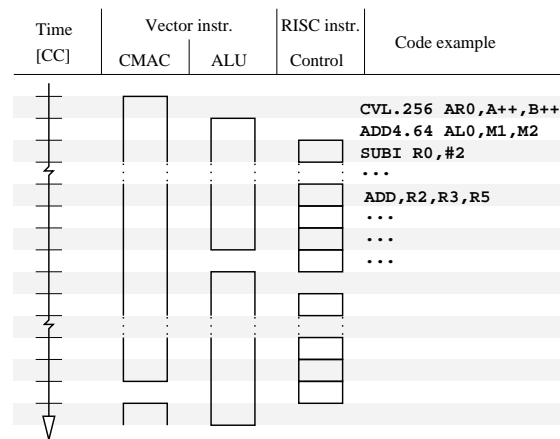 Time Vector instr. RISC instr. Code example
[CC] CMAC ALU Control
CVL.256 AR0,A++,B++
ADD4.64 AL0,M1,M2
SUBI R0,#2
...
ADD,R2,R3,R5
...
...
...